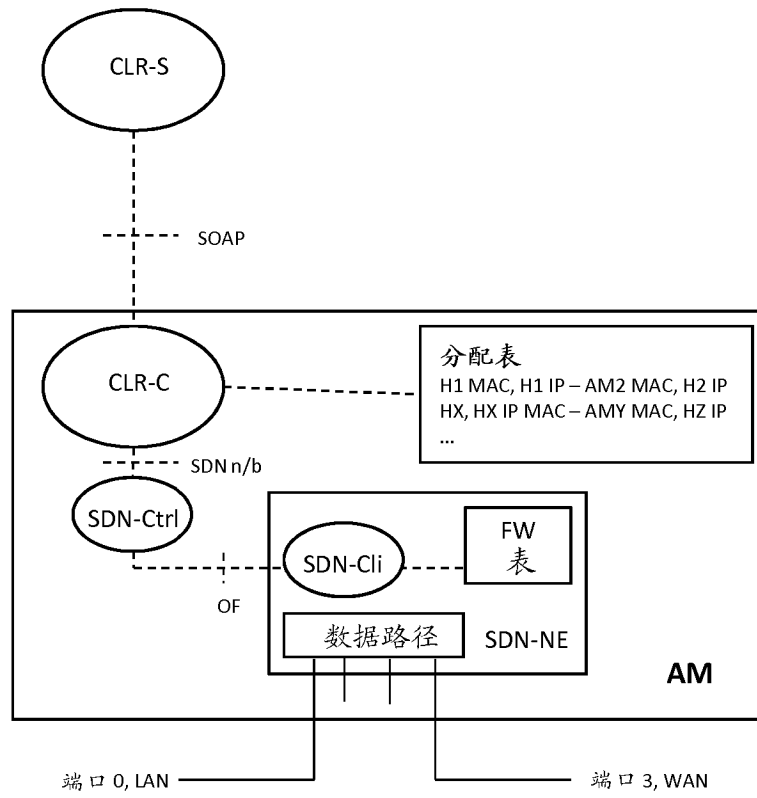 CLR-S
SOAP
CLR-C
分配表
H1 MAC, H1 IP – AM2 MAC, H2 IP
HX, HX IP MAC – AMY MAC, HZ IP
...
SDN n/b
SDN-Ctrl
SDN-Cli
FW
表
OF
数据路径
SDN-NE
AM
端口 0, LAN
端口 3, WAN